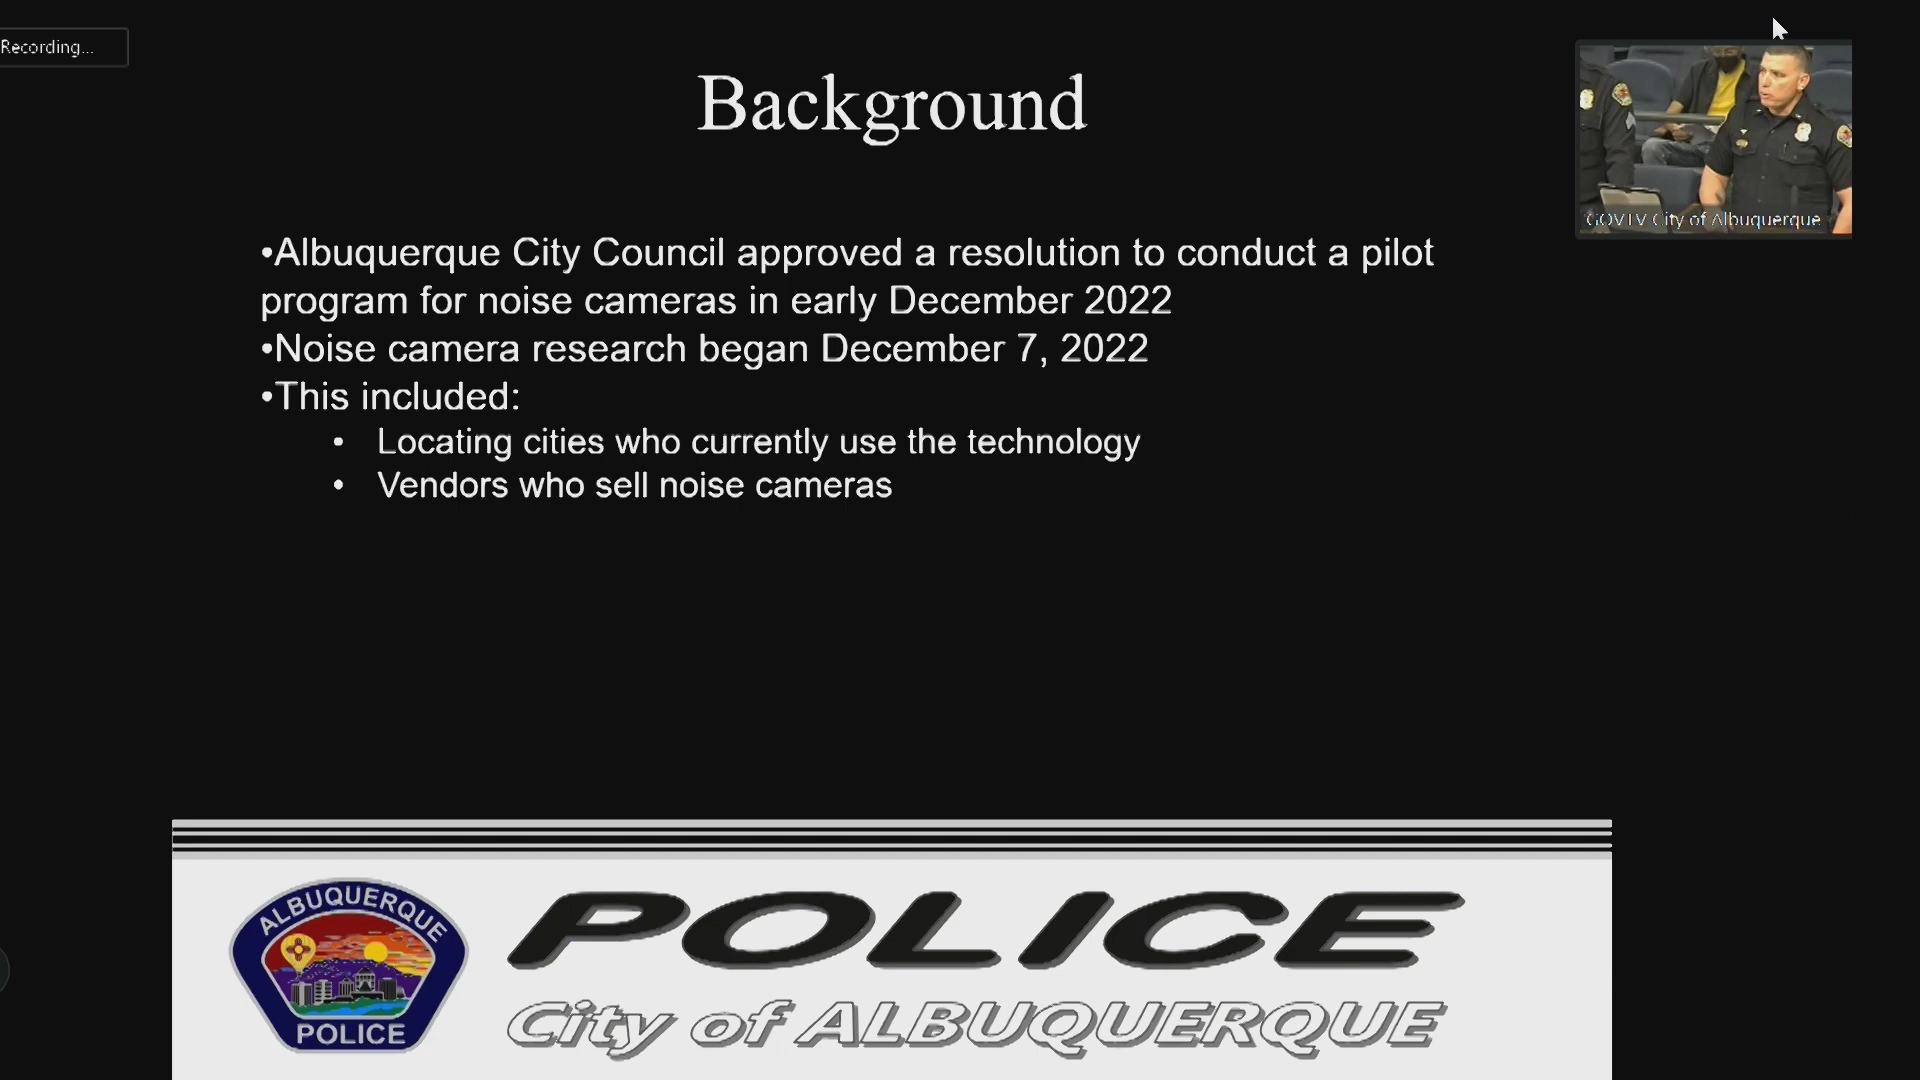 Recording...
Background
GOVTV City of Albuquerque
•Albuquerque City Council approved a resolution to conduct a pilot
program for noise cameras in early December 2022
•Noise camera research began December 7, 2022
•This included:
• Locating cities who currently use the technology
• Vendors who sell noise cameras
ALBUQUERQUE
POLICE
POLICE
City of ALBUQUERQUE